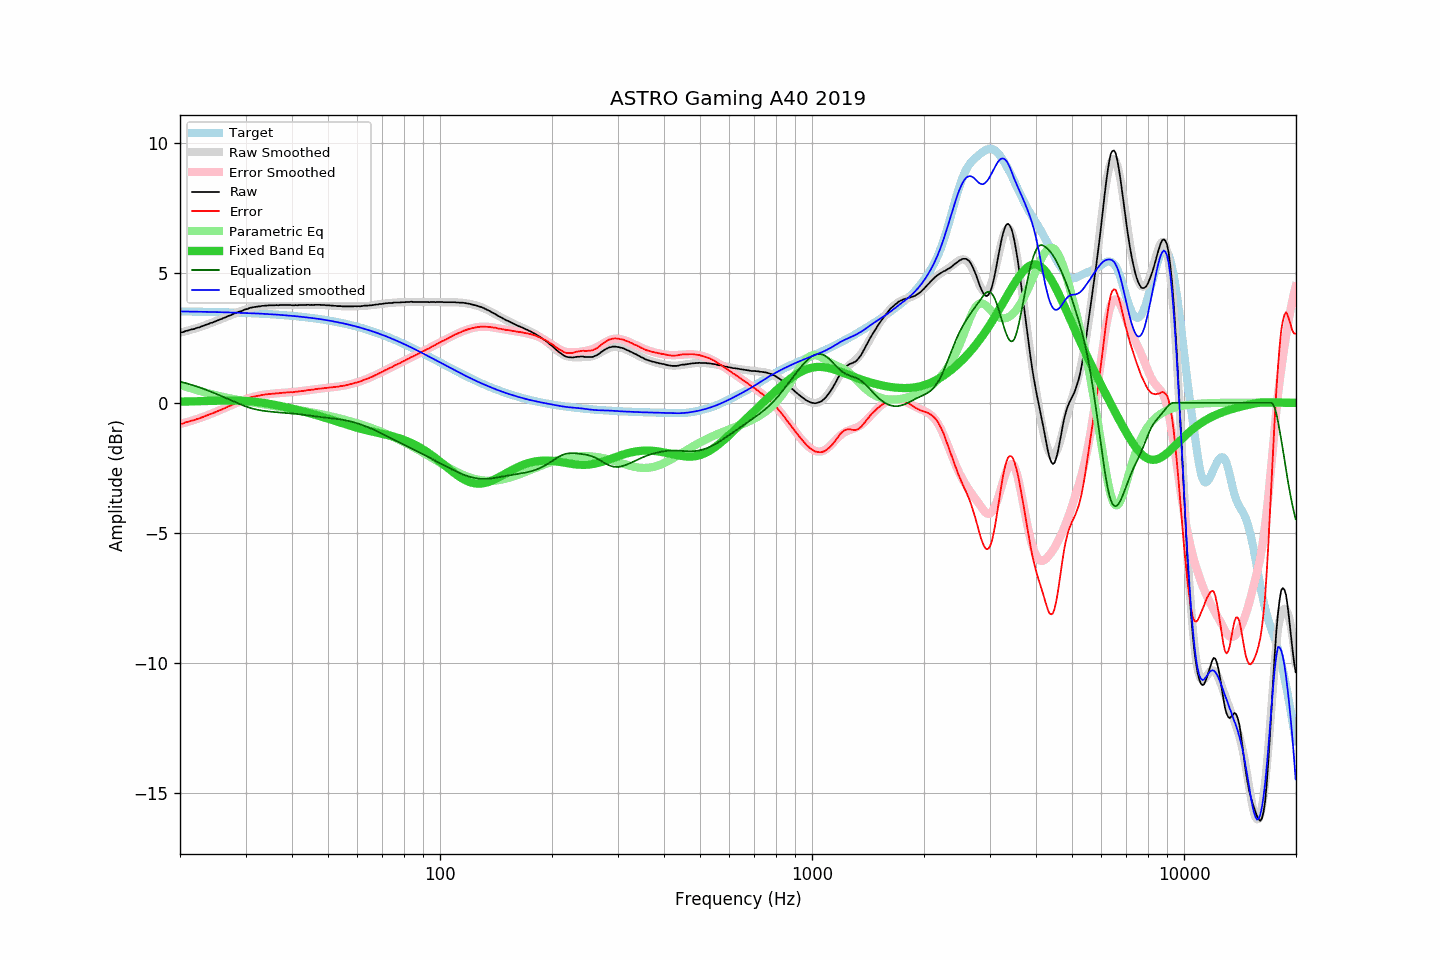 ASTRO Gaming A40 2019
Target
Raw Smoothed
Error Smoothed
Raw
Error
Parametric Eq
Fixed Band Eq
Equalization
Equalized smoothed
10
5
0
−5
−10
−15
Amplitude (dBr)
100
1000
10000
Frequency (Hz)